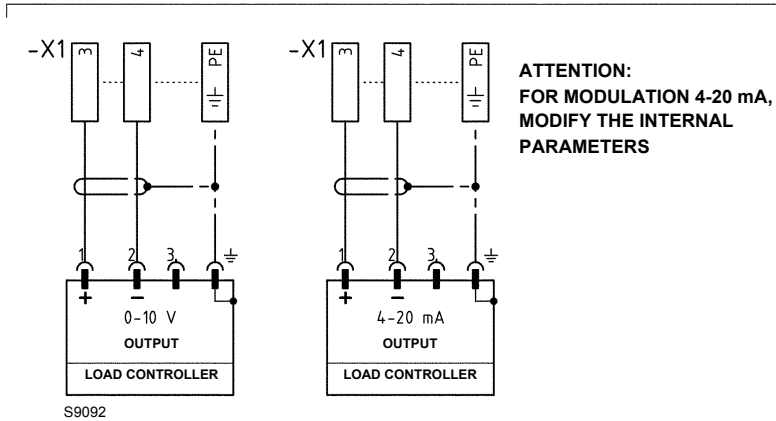 -X1 3 4 PE
-X1 3 4 PE
ATTENTION:
FOR MODULATION 4-20 mA,
MODIFY THE INTERNAL
PARAMETERS
1 2 3
+ −
0-10 V
OUTPUT
LOAD CONTROLLER
1 2 3
+ −
4-20 mA
OUTPUT
LOAD CONTROLLER
S9092